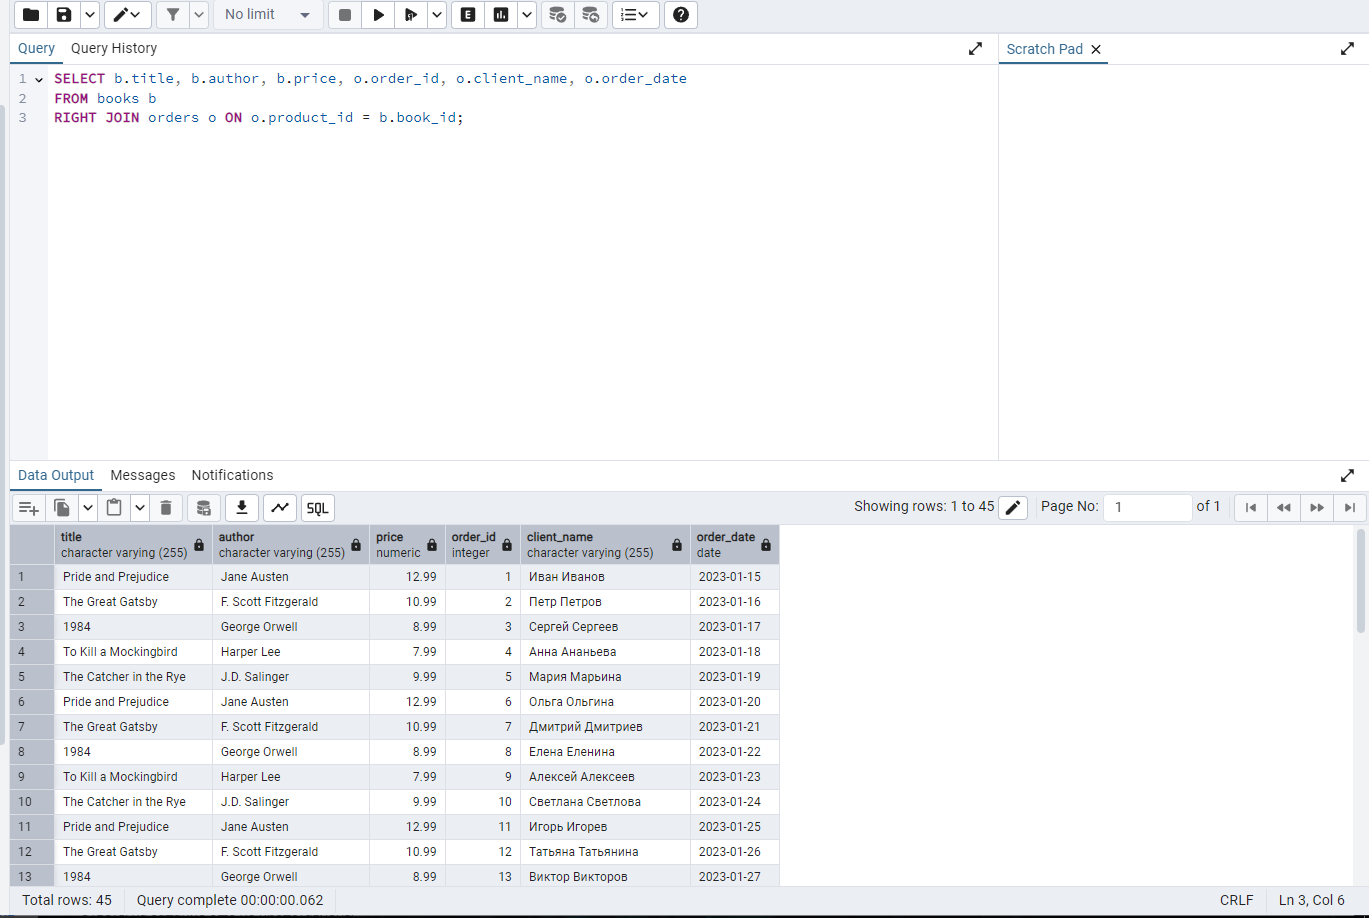 No limit
E
Query Query History
Scratch Pad
1 SELECT b.title, b.author, b.price, o.order_id, o.client_name, o.order_date
2 FROM books b
3 RIGHT JOIN orders o ON o.product_id = b.book_id;
Data Output Messages Notifications
SQL Showing rows: 1 to 45 Page No: 1 of 1
title author price order_id client_name order_date
character varying (255) character varying (255) numeric integer character varying (255) date
1 Pride and Prejudice Jane Austen 12.99 1 Иван Иванов 2023-01-15
2 The Great Gatsby F. Scott Fitzgerald 10.99 2 Петр Петров 2023-01-16
3 1984 George Orwell 8.99 3 Сергей Сергеев 2023-01-17
4 To Kill a Mockingbird Harper Lee 7.99 4 Анна Ананьева 2023-01-18
5 The Catcher in the Rye J.D. Salinger 9.99 5 Мария Марьина 2023-01-19
6 Pride and Prejudice Jane Austen 12.99 6 Ольга Ольгина 2023-01-20
7 The Great Gatsby F. Scott Fitzgerald 10.99 7 Дмитрий Дмитриев 2023-01-21
8 1984 George Orwell 8.99 8 Елена Еленина 2023-01-22
9 To Kill a Mockingbird Harper Lee 7.99 9 Алексей Алексеев 2023-01-23
10 The Catcher in the Rye J.D. Salinger 9.99 10 Светлана Светлова 2023-01-24
11 Pride and Prejudice Jane Austen 12.99 11 Игорь Игорев 2023-01-25
12 The Great Gatsby F. Scott Fitzgerald 10.99 12 Татьяна Татьянина 2023-01-26
13 1984 George Orwell 8.99 13 Виктор Викторов 2023-01-27
Total rows: 45 Query complete 00:00:00.062 CRLF Ln 3, Col 6